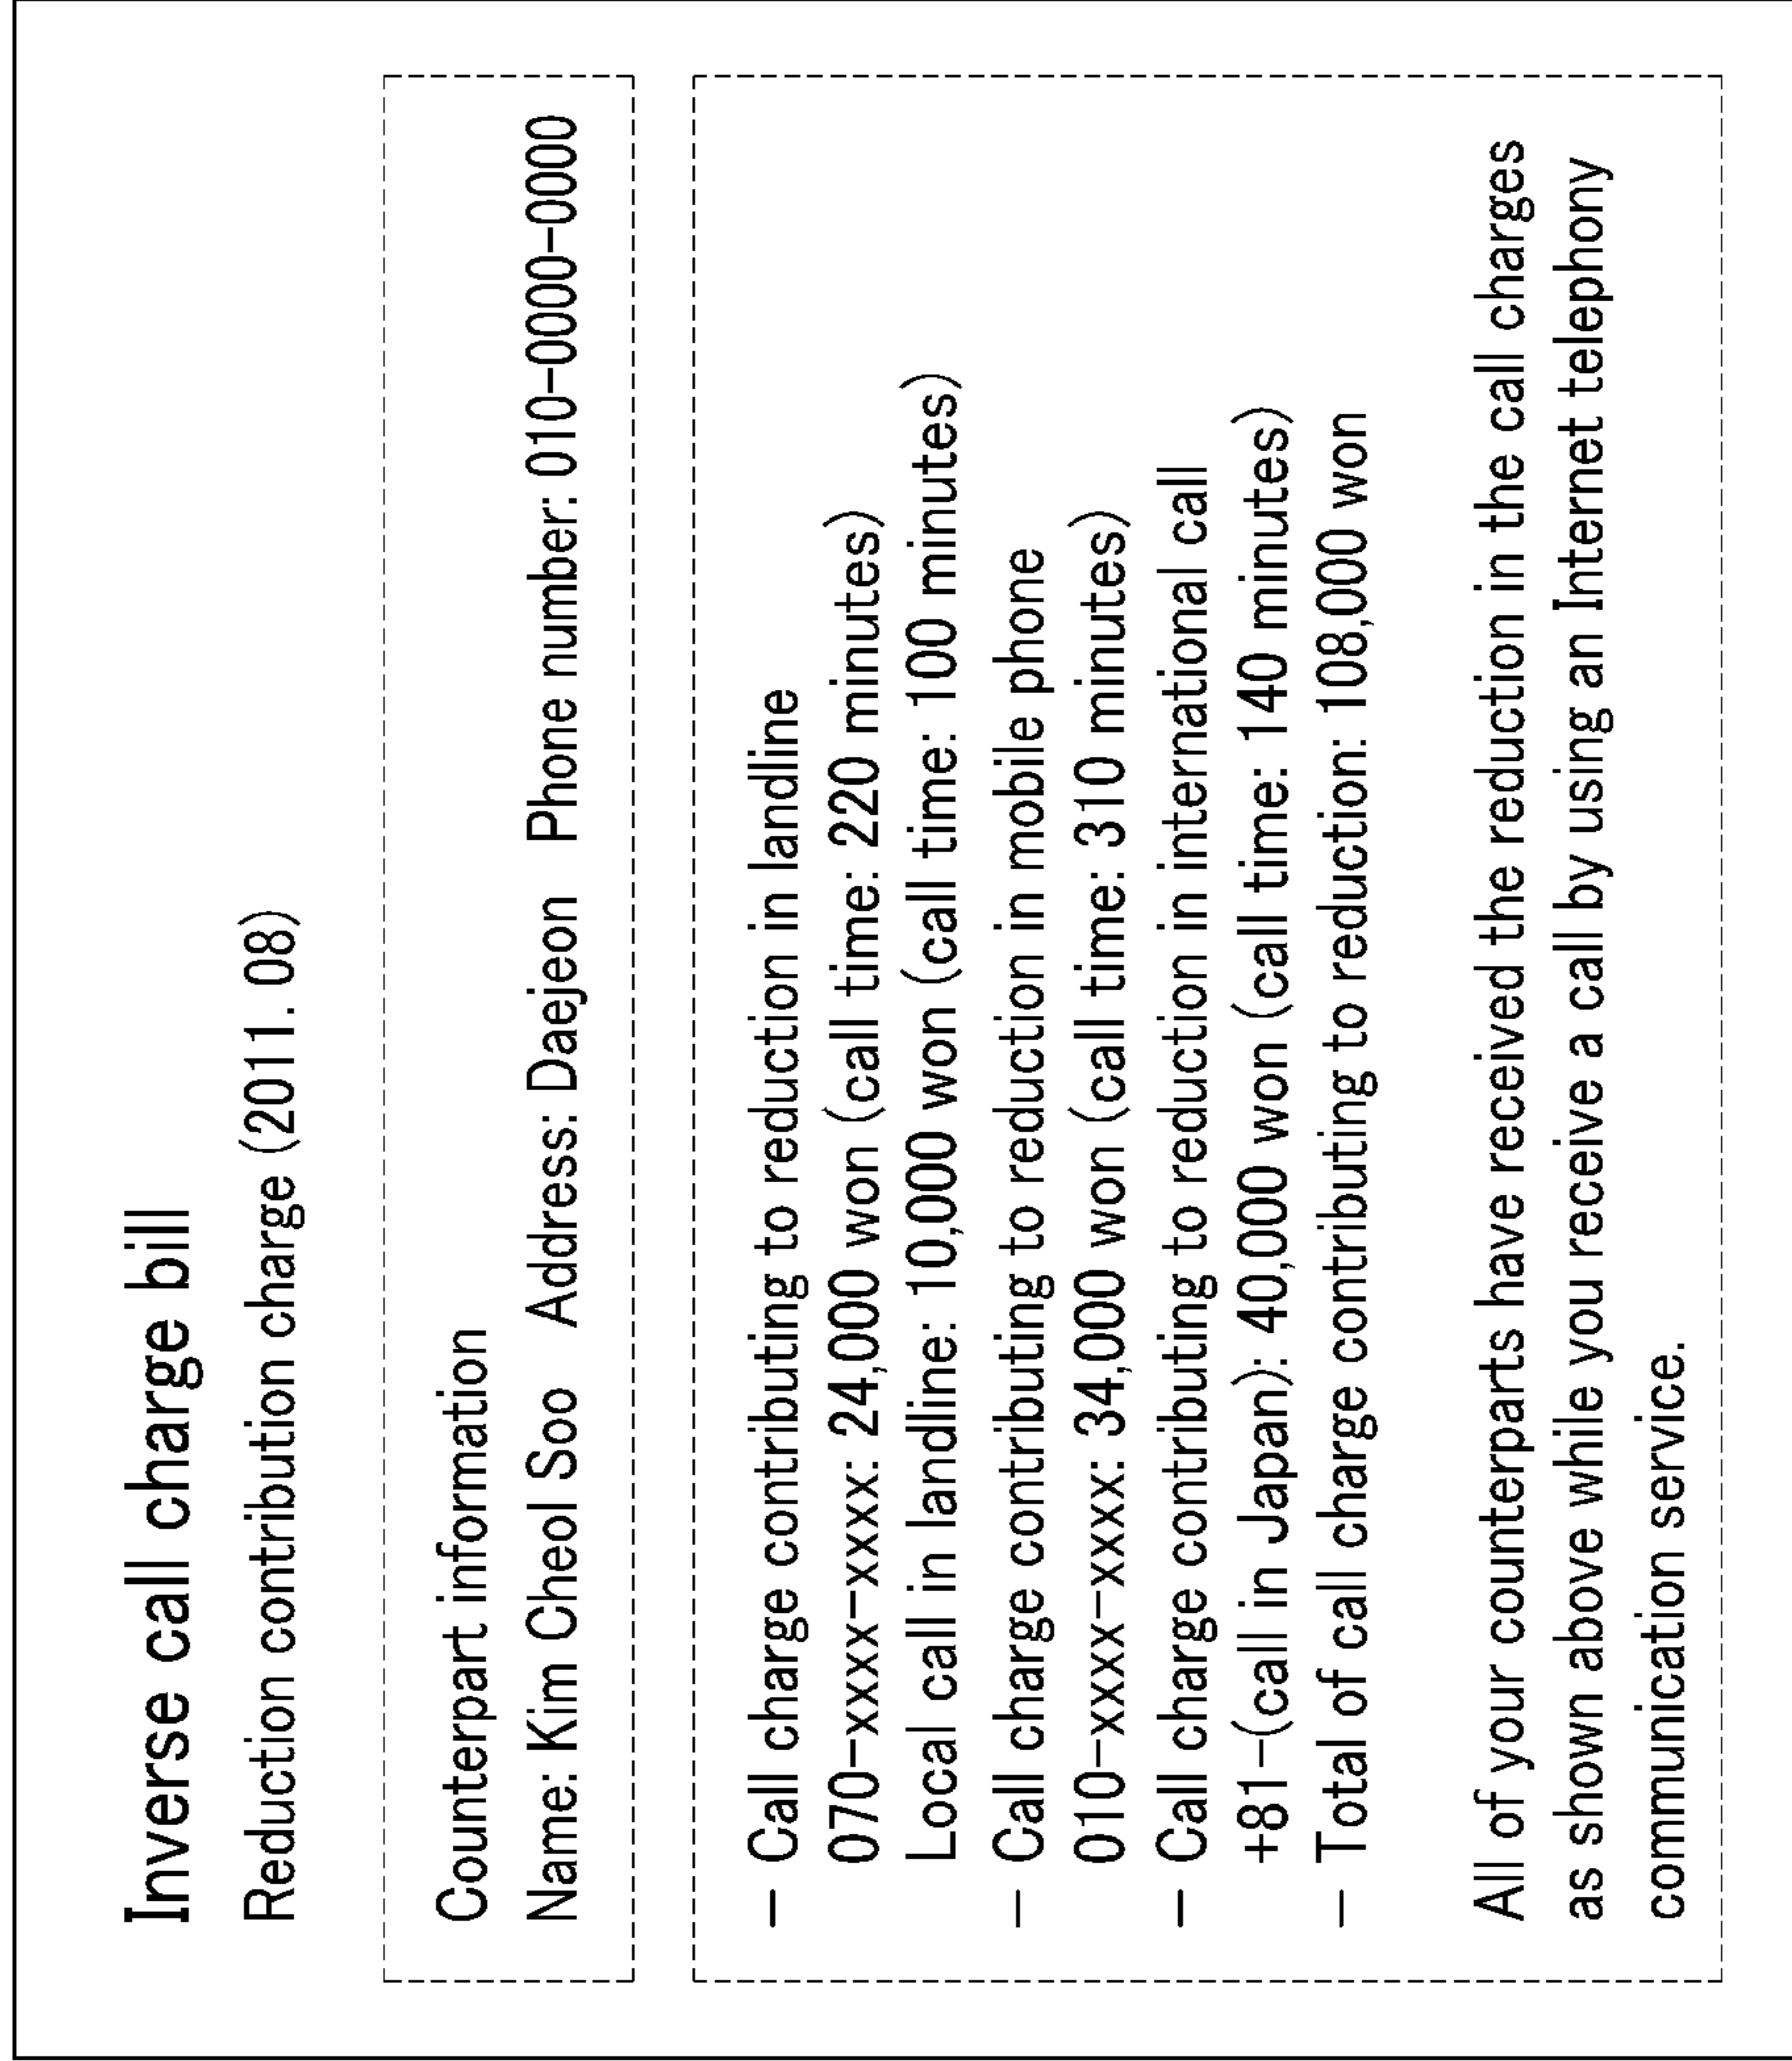 Inverse call charge bill
Reduction contribution charge (2011. 08)
Counterpart information
Name: Kim Cheol Soo Address: Daejeon Phone number: 010-0000-0000
- Call charge contributing to reduction in landline
070-xxxx-xxxx: 24,000 won (call time: 220 minutes)
Local call in landline: 10,000 won (call time: 100 minutes)
- Call charge contributing to reduction in mobile phone
010-xxxx-xxxx: 34,000 won (call time: 310 minutes)
- Call charge contributing to reduction in international call
+81-(call in Japan): 40,000 won (call time: 140 minutes)
- Total of call charge contributing to reduction: 108,000 won
All of your counterparts have received the reduction in the call charges
as shown above while you receive a call by using an Internet telephony
communication service.